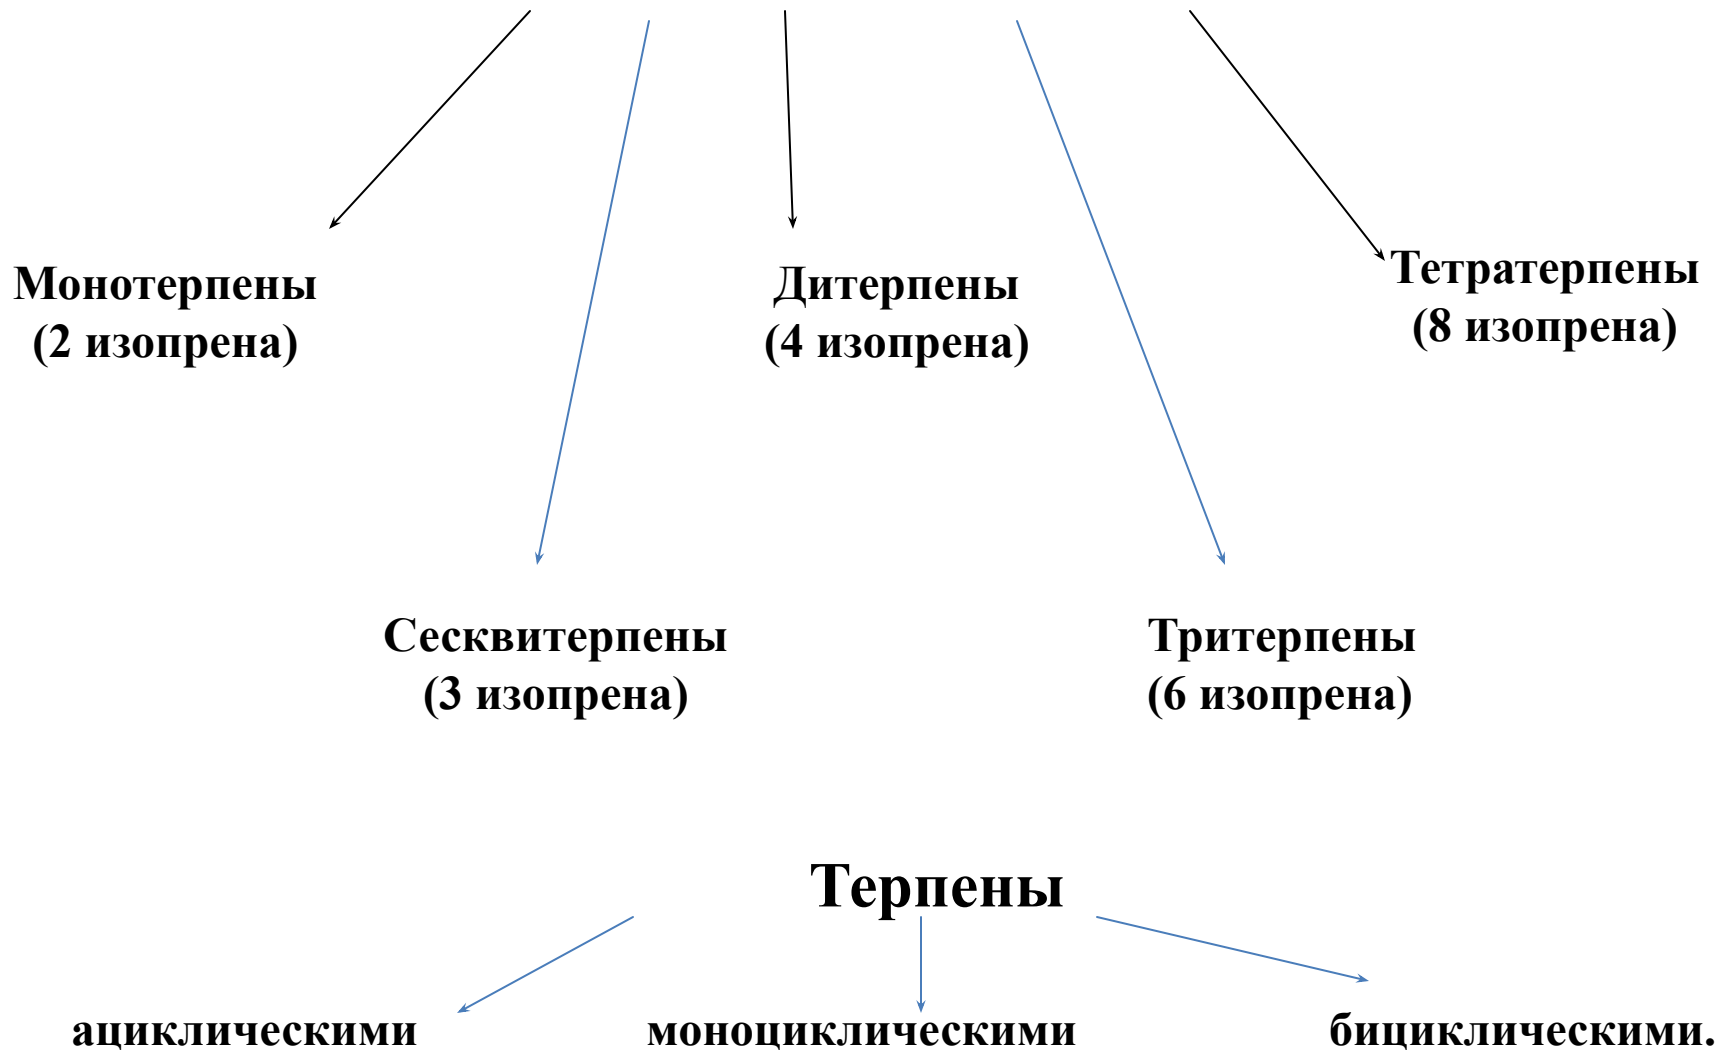 Монотерпены
(2 изопрена)
Дитерпены
(4 изопрена)
Тетратерпены
(8 изопрена)
Сесквитерпены
(3 изопрена)
Тритерпены
(6 изопрена)
Терпены
ациклическими
моноциклическими
бициклическими.